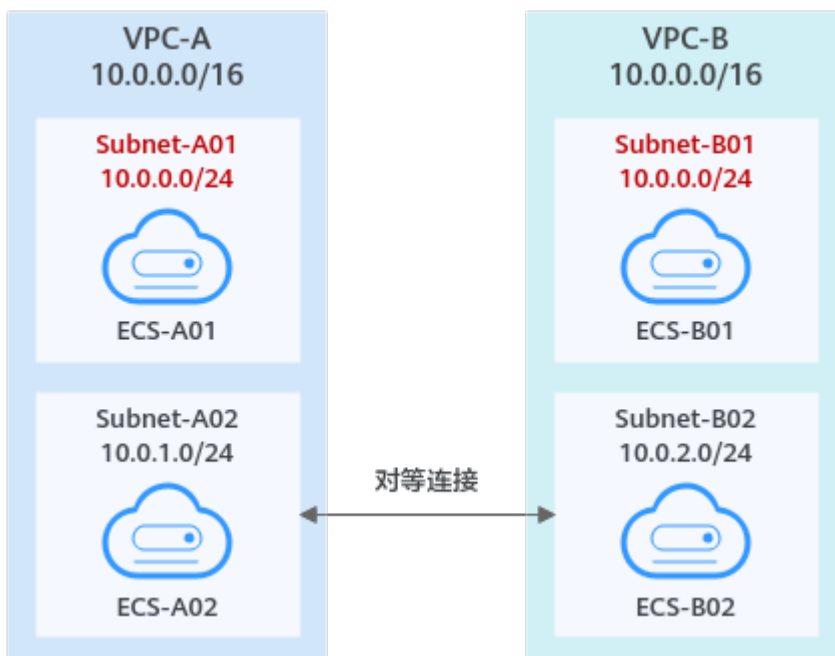 VPC-A
10.0.0.0/16
Subnet-A01
10.0.0.0/24
ECS-A01
Subnet-A02
10.0.1.0/24
ECS-A02
对等连接
VPC-B
10.0.0.0/16
Subnet-B01
10.0.0.0/24
ECS-B01
Subnet-B02
10.0.2.0/24
ECS-B02